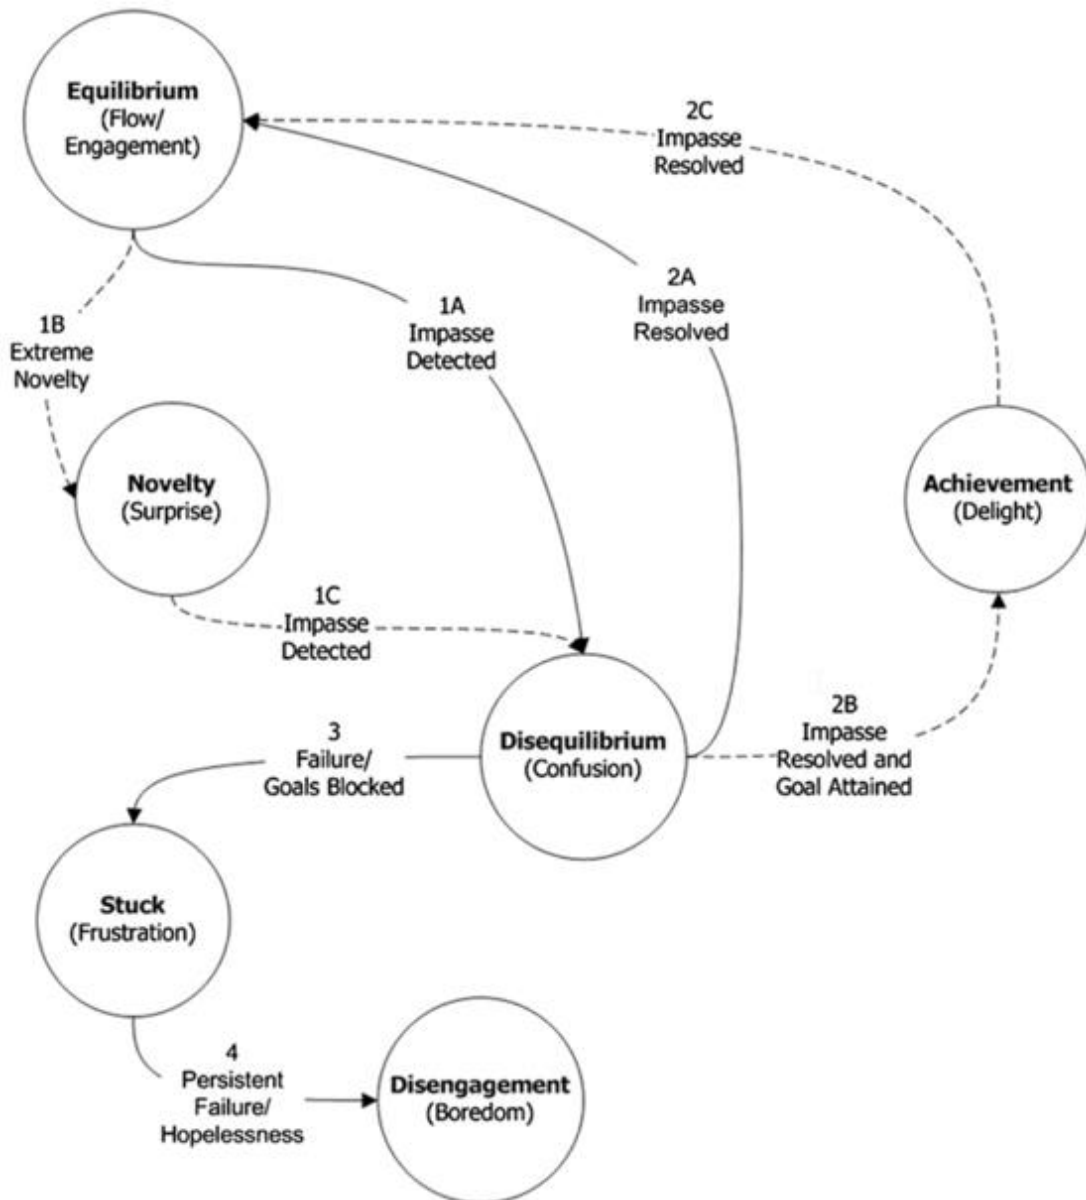 Equilibrium
(Flow/
Engagement)
2C
Impasse
Resolved
2A
Impasse
Resolved
1A
Impasse
Detected
1B
Extreme
Novelty
Novelty
(Surprise)
Achievement
(Delight)
1C
Impasse
Detected
Disequilibrium
(Confusion)
2B
Impasse
Resolved and
Goal Attained
3
Failure/
Goals Blocked
Stuck
(Frustration)
4
Persistent
Failure/
Hopelessness
Disengagement
(Boredom)